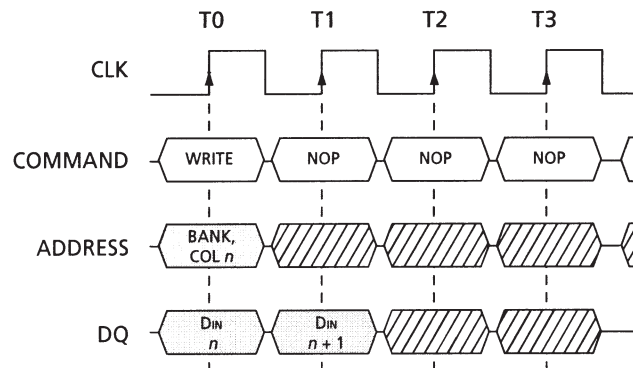 T0 T1 T2 T3
CLK
COMMAND WRITE NOP NOP NOP
ADDRESS BANK,
COL n
DQ DIN DIN
n n + 1